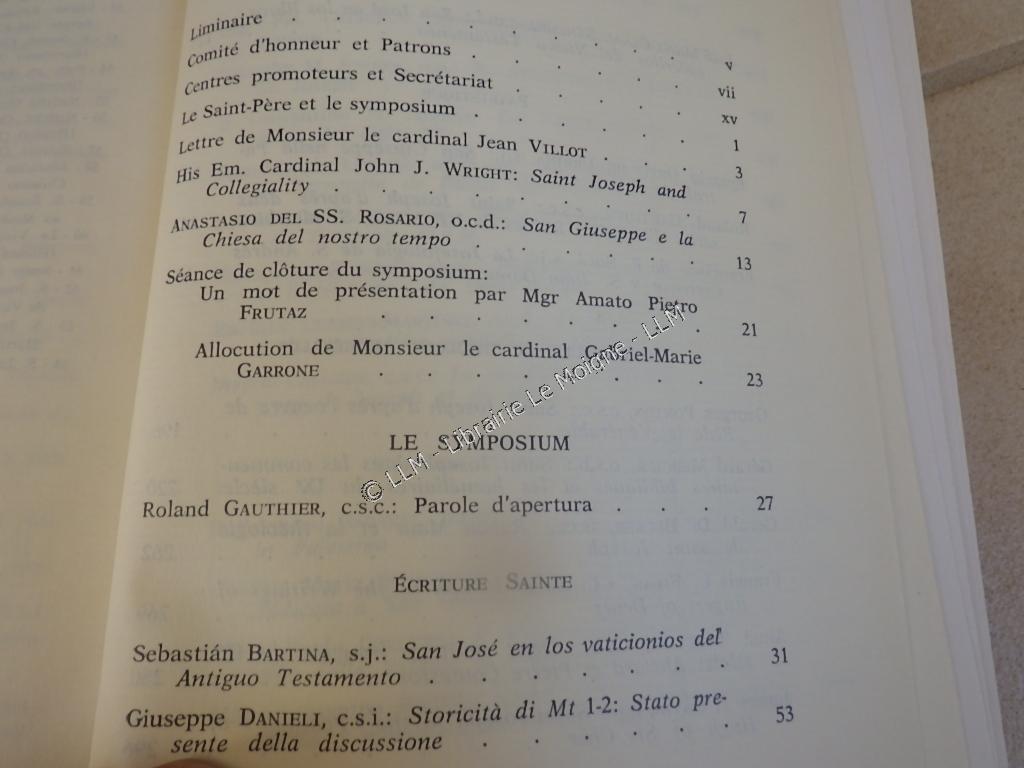 Liminaire . . . . . . . . . v
Comité d'honneur et Patrons . . . . . vii
Centres promoteurs et Secrétariat . . . . xv
Le Saint-Père et le symposium . . . . . 1
Lettre de Monsieur le cardinal Jean VILLOT . . . 3
His Em. Cardinal John J. WRIGHT: Saint Joseph and
Collegiality . . . . . . . . 7
ANASTASIO DEL SS. ROSARIO, o.c.d.: San Giuseppe e la
Chiesa del nostro tempo . . . . . . 13
Séance de clôture du symposium:
Un mot de présentation par Mgr Amato Pietro
FRUTAZ . . . . . . . . 21
Allocution de Monsieur le cardinal Gabriel-Marie
GARRONE . . . . . . . . 23
LE SYMPOSIUM
Roland GAUTHIER, c.s.c.: Parole d'apertura . . . 27
ÉCRITURE SAINTE
Sebastián BARTINA, s.j.: San José en los vaticionios del
Antiguo Testamento . . . . . . . 31
Giuseppe DANIELI, c.s.i.: Storicità di Mt 1-2: Stato pre-
sente della discussione . . . . . . 53
© LLM - Librairie Le Moigne - LLM